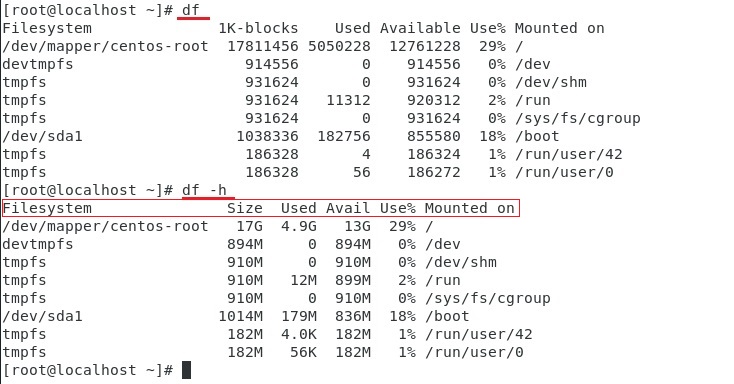 [root@localhost ~]# df
Filesystem              1K-blocks    Used Available Use% Mounted on
/dev/mapper/centos-root  17811456 5050228  12761228  29% /
devtmpfs                   914556       0    914556   0% /dev
tmpfs                      931624       0    931624   0% /dev/shm
tmpfs                      931624   11312    920312   2% /run
tmpfs                      931624       0    931624   0% /sys/fs/cgroup
/dev/sda1                 1038336  182756    855580  18% /boot
tmpfs                      186328       4    186324   1% /run/user/42
tmpfs                      186328      56    186272   1% /run/user/0
[root@localhost ~]# df -h
Filesystem               Size  Used Avail Use% Mounted on
/dev/mapper/centos-root   17G  4.9G   13G  29% /
devtmpfs                 894M     0  894M   0% /dev
tmpfs                    910M     0  910M   0% /dev/shm
tmpfs                    910M   12M  899M   2% /run
tmpfs                    910M     0  910M   0% /sys/fs/cgroup
/dev/sda1               1014M  179M  836M  18% /boot
tmpfs                    182M  4.0K  182M   1% /run/user/42
tmpfs                    182M   56K  182M   1% /run/user/0
[root@localhost ~]#